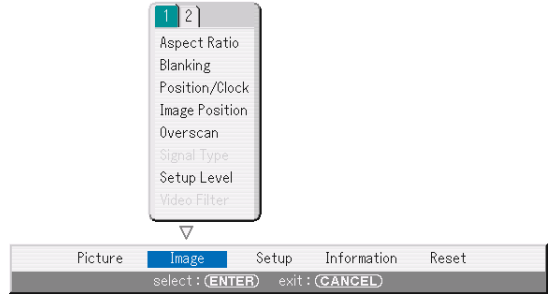 1 2
Aspect Ratio
Blanking
Position/Clock
Image Position
Overscan
Signal Type
Setup Level
Video Filter
Picture Image Setup Information Reset
select : ENTER exit : CANCEL